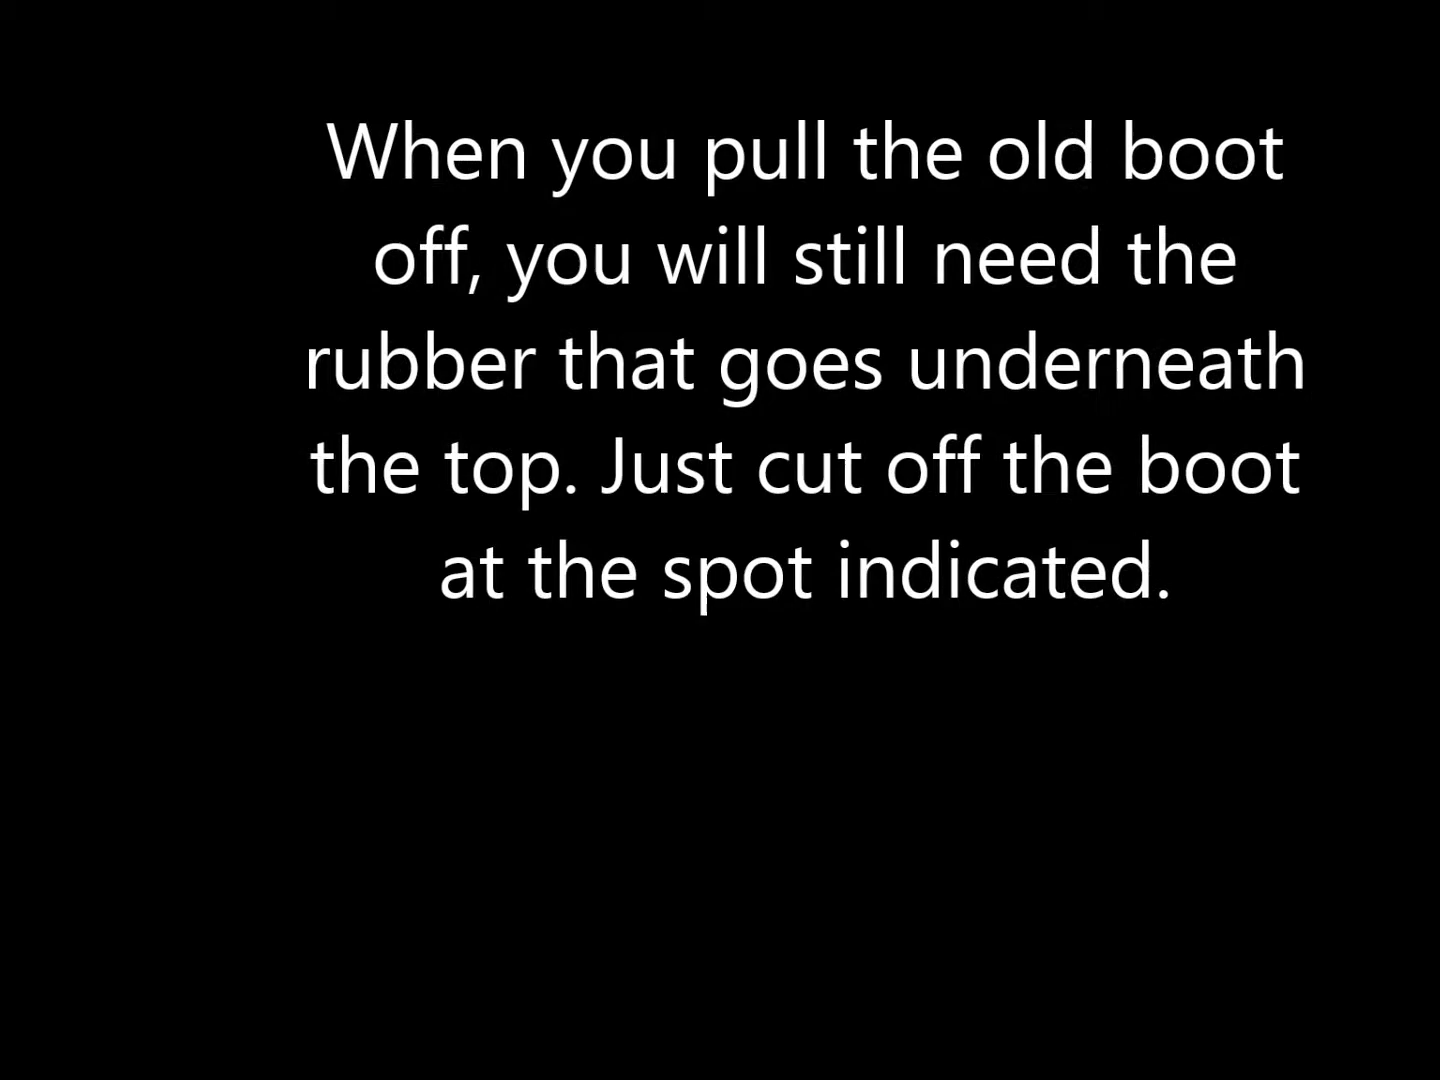 When you pull the old boot
off, you will still need the
rubber that goes underneath
the top. Just cut off the boot
at the spot indicated.